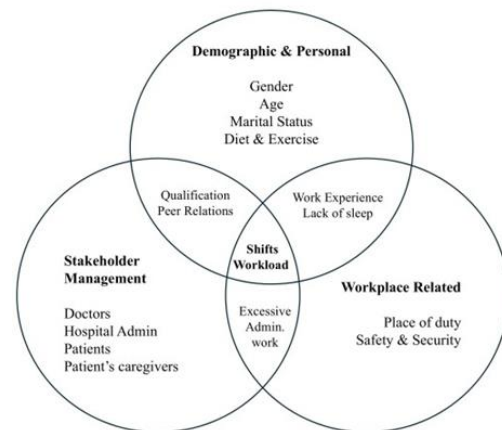 Demographic & Personal
Gender
Age
Marital Status
Diet & Exercise
Qualification
Peer Relations
Work Experience
Lack of sleep
Shifts
Workload
Stakeholder
Management
Doctors
Hospital Admin
Patients
Patient's caregivers
Excessive
Admin.
work
Workplace Related
Place of duty
Safety & Security